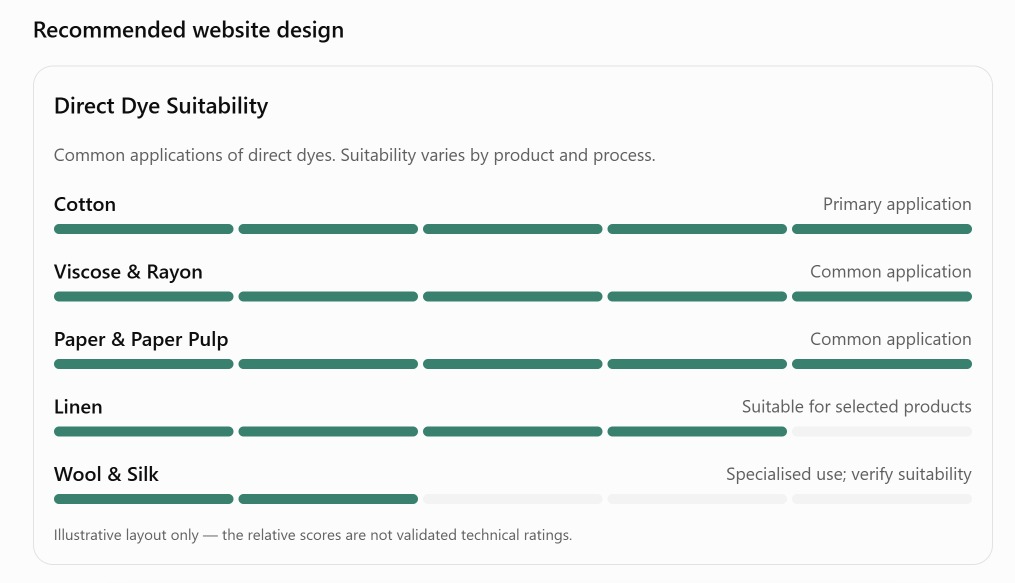 Recommended website design
Direct Dye Suitability
Common applications of direct dyes. Suitability varies by product and process.
Cotton
Primary application
Viscose & Rayon
Common application
Paper & Paper Pulp
Common application
Linen
Suitable for selected products
Wool & Silk
Specialised use; verify suitability
Illustrative layout only — the relative scores are not validated technical ratings.